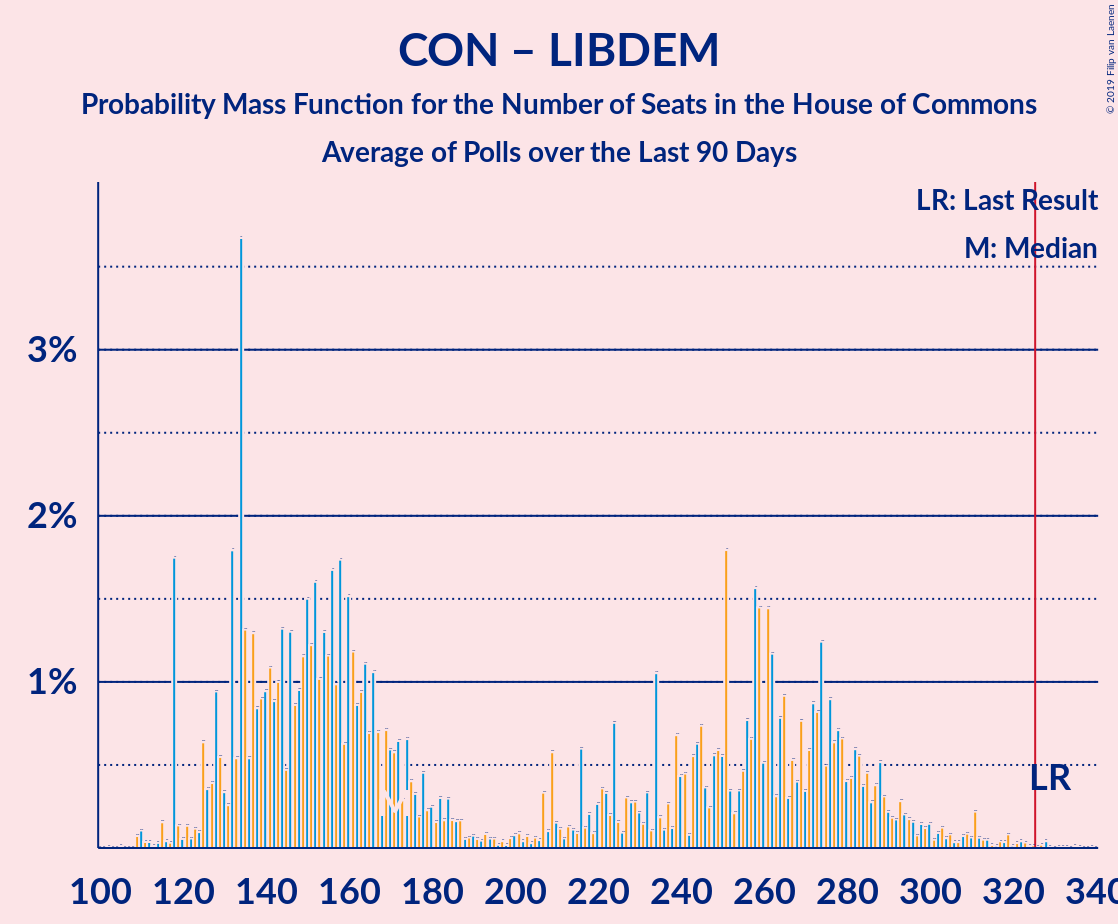 CON – LIBDEM
Probability Mass Function for the Number of Seats in the House of Commons
Average of Polls over the Last 90 Days
© 2019 Filip van Laenen
LR: Last Result
M: Median
3%
2%
1%
LR
M
100 120 140 160 180 200 220 240 260 280 300 320 340